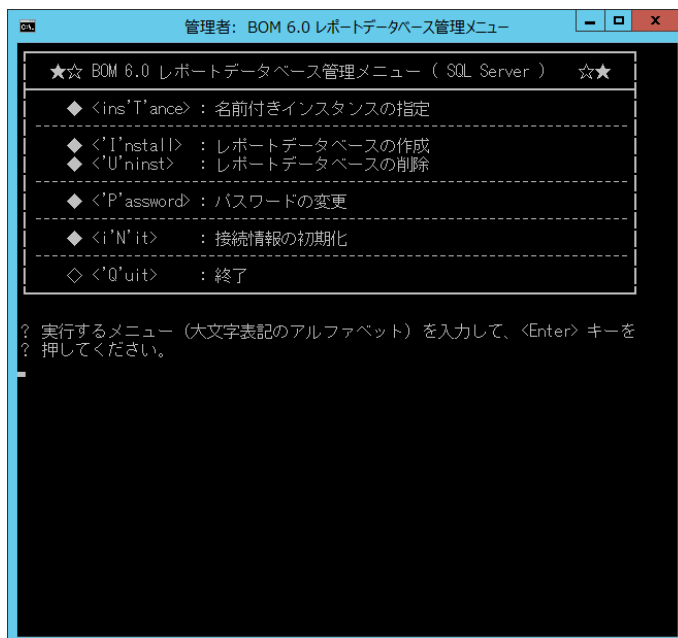 管理者: BOM 6.0 レポートデータベース管理メニュー
★☆ BOM 6.0 レポートデータベース管理メニュー ( SQL Server ) ☆★
◆ <ins'T'ance> : 名前付きインスタンスの指定
◆ <'I'nstall> : レポートデータベースの作成
◆ <'U'ninst> : レポートデータベースの削除
◆ <'P'assword> : パスワードの変更
◆ <i'N'it> : 接続情報の初期化
◇ <'Q'uit> : 終了
? 実行するメニュー (大文字表記のアルファベット) を入力して、<Enter> キーを
? 押してください。